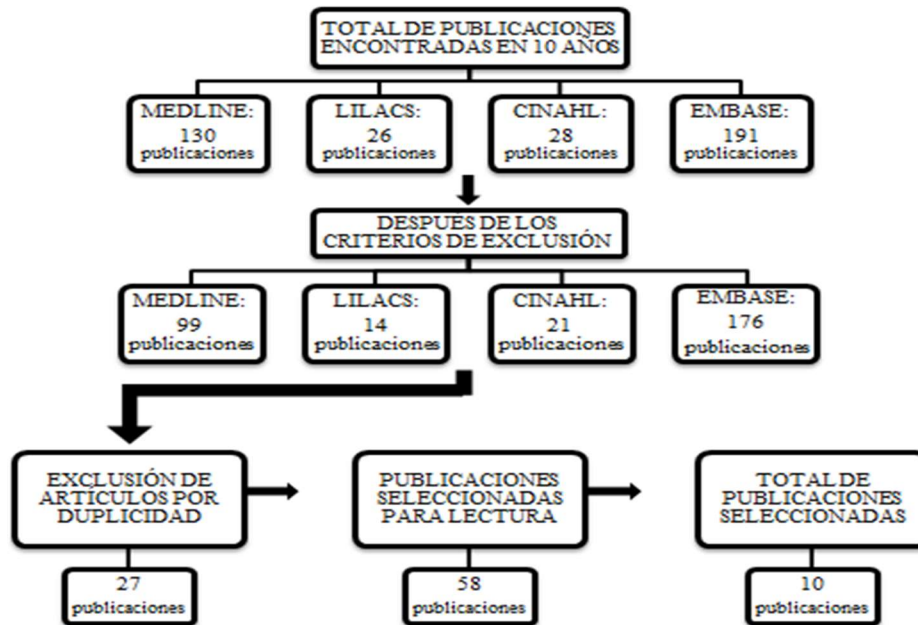 TOTAL DE PUBLICACIONES
ENCONTRADAS EN 10 AÑOS
MEDLINE:
130
publicaciones
LILACS:
26
publicaciones
CINAHL:
28
publicaciones
EMBASE:
191
publicaciones
DESPUÉS DE LOS
CRITERIOS DE EXCLUSIÓN
MEDLINE:
99
publicaciones
LILACS:
14
publicaciones
CINAHL:
21
publicaciones
EMBASE:
176
publicaciones
EXCLUSIÓN DE
ARTÍCULOS POR
DUPLICIDAD
27
publicaciones
PUBLICACIONES
SELECCIONADAS
PARA LECTURA
58
publicaciones
TOTAL DE
PUBLICACIONES
SELECCIONADAS
10
publicaciones